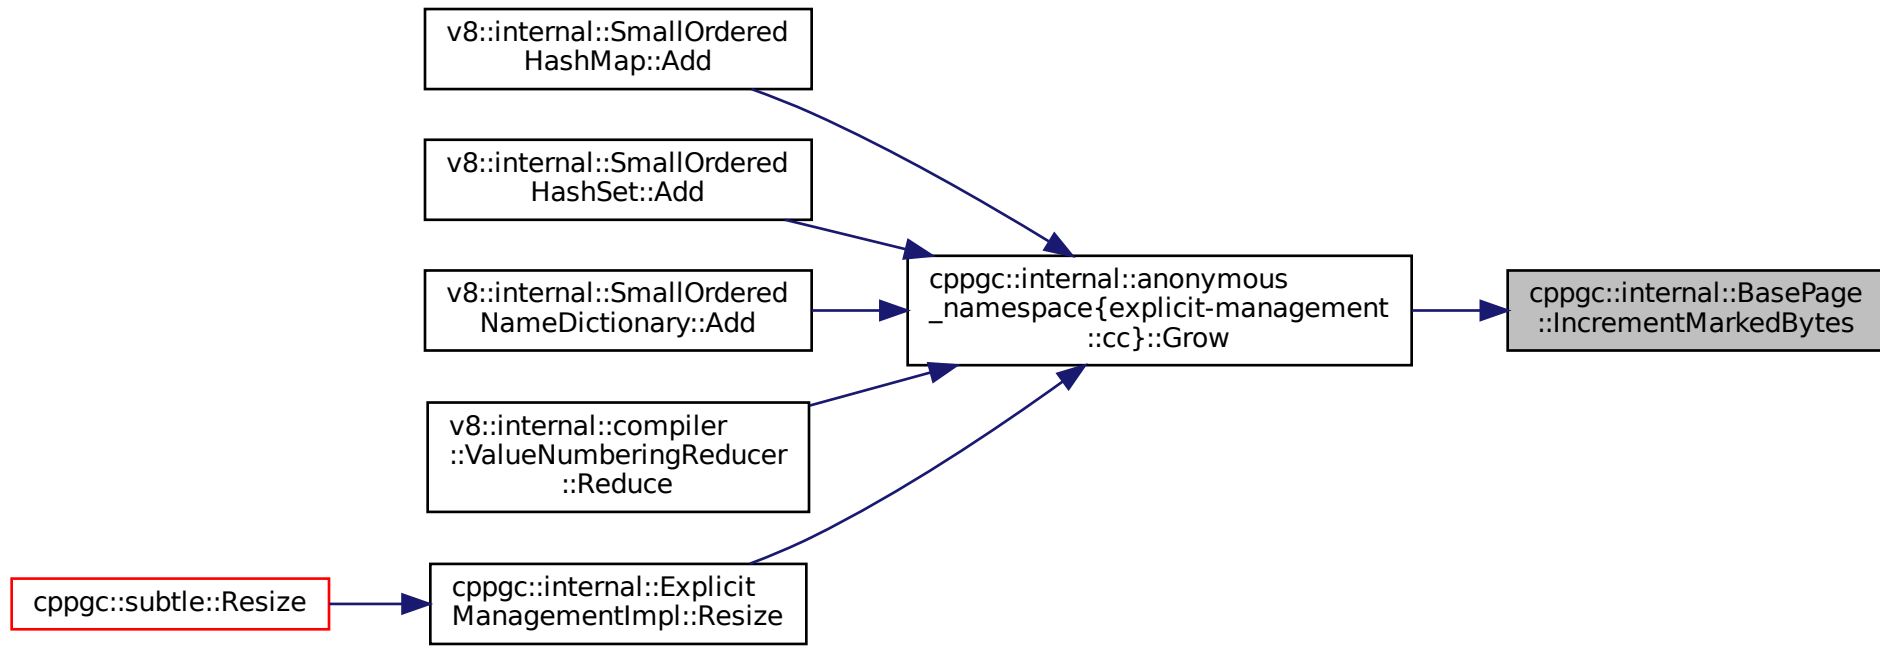 v8::internal::SmallOrdered
HashMap::Add
v8::internal::SmallOrdered
HashSet::Add
v8::internal::SmallOrdered
NameDictionary::Add
v8::internal::compiler
::ValueNumberingReducer
::Reduce
cppgc::subtle::Resize
cppgc::internal::Explicit
ManagementImpl::Resize
cppgc::internal::anonymous
_namespace{explicit-management
::cc}::Grow
cppgc::internal::BasePage
::IncrementMarkedBytes